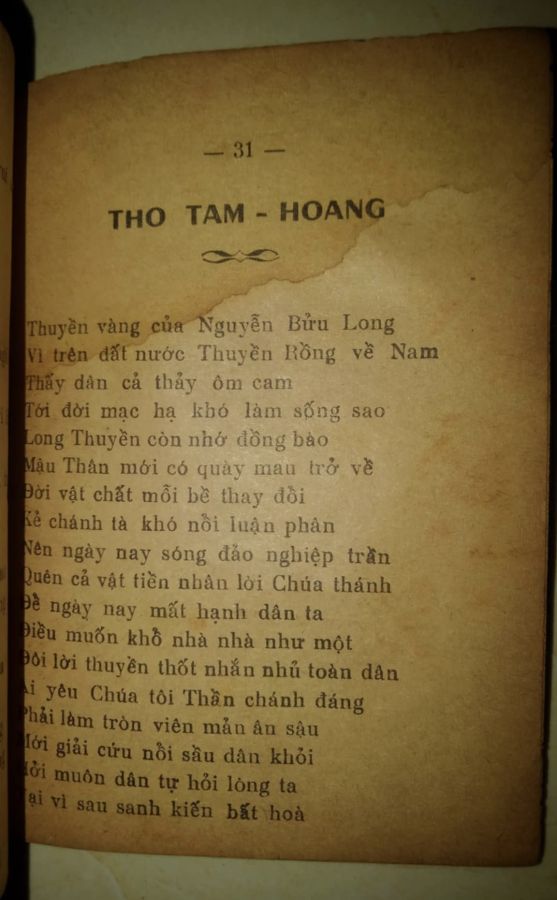 — 31 —
THO TAM - HOANG
Thuyền vàng của Nguyễn Bửu Long
Vì trên đất nước Thuyền Rồng về Nam
Thấy dân cả thảy ôm cam
Tới đời mạc hạ khó làm sống sao
Long Thuyền còn nhớ đồng bào
Mậu Thân mới có quày mau trở về
Đời vật chất mỗi bề thay đổi
Kẻ chánh tà khó nỗi luận phân
Nên ngày nay sóng đảo nghiệp trần
Quên cả vật tiền nhân lời Chúa thánh
Để ngày nay mất hạnh dân ta
Điều muốn khổ nhà nhà như một
Đôi lời thuyền thốt nhắn nhủ toàn dân
Ai yêu Chúa tôi Thần chánh đáng
Phải làm tròn viên mản ân sậu
Mới giải cứu nồi sầu dân khỏi
Hởi muôn dân tự hỏi lòng ta
Tại vì sau sanh kiến bất hoà